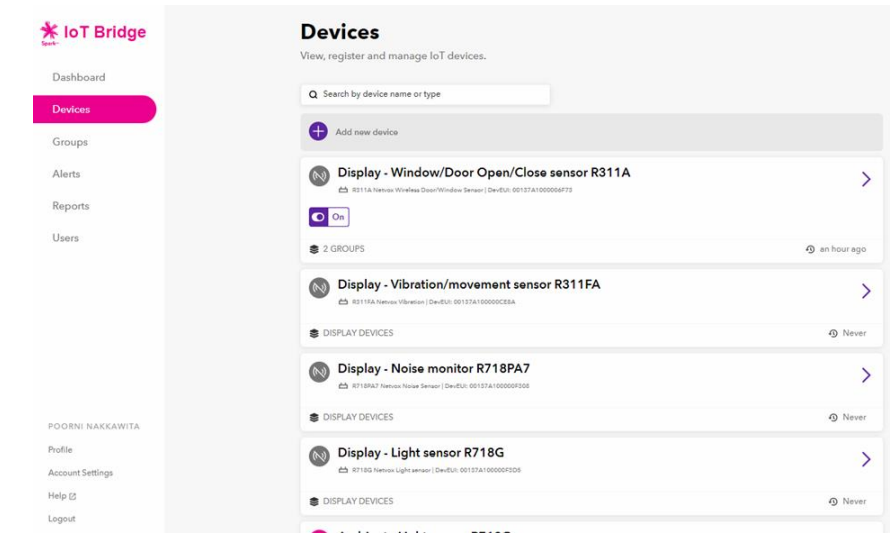 IoT Bridge
Spark
Dashboard
Devices
Groups
Alerts
Reports
Users
POORNI NAKKAWITA
Profile
Account Settings
Help
Logout
Devices
View, register and manage IoT devices.
Search by device name or type
Add new device
Display - Window/Door Open/Close sensor R311A
R311A Netvox Wireless Door/Window Sensor | DevEUI: 00137A1000006F73
On
2 GROUPS
an hour ago
Display - Vibration/movement sensor R311FA
R311FA Netvox Vibration | DevEUI: 00137A100000CE8A
DISPLAY DEVICES
Never
Display - Noise monitor R718PA7
R718PA7 Netvox Noise Sensor | DevEUI:
DISPLAY DEVICES
Never
Display - Light sensor R718G
R718G Netvox Light sensor | DevEUI:
DISPLAY DEVICES
Never